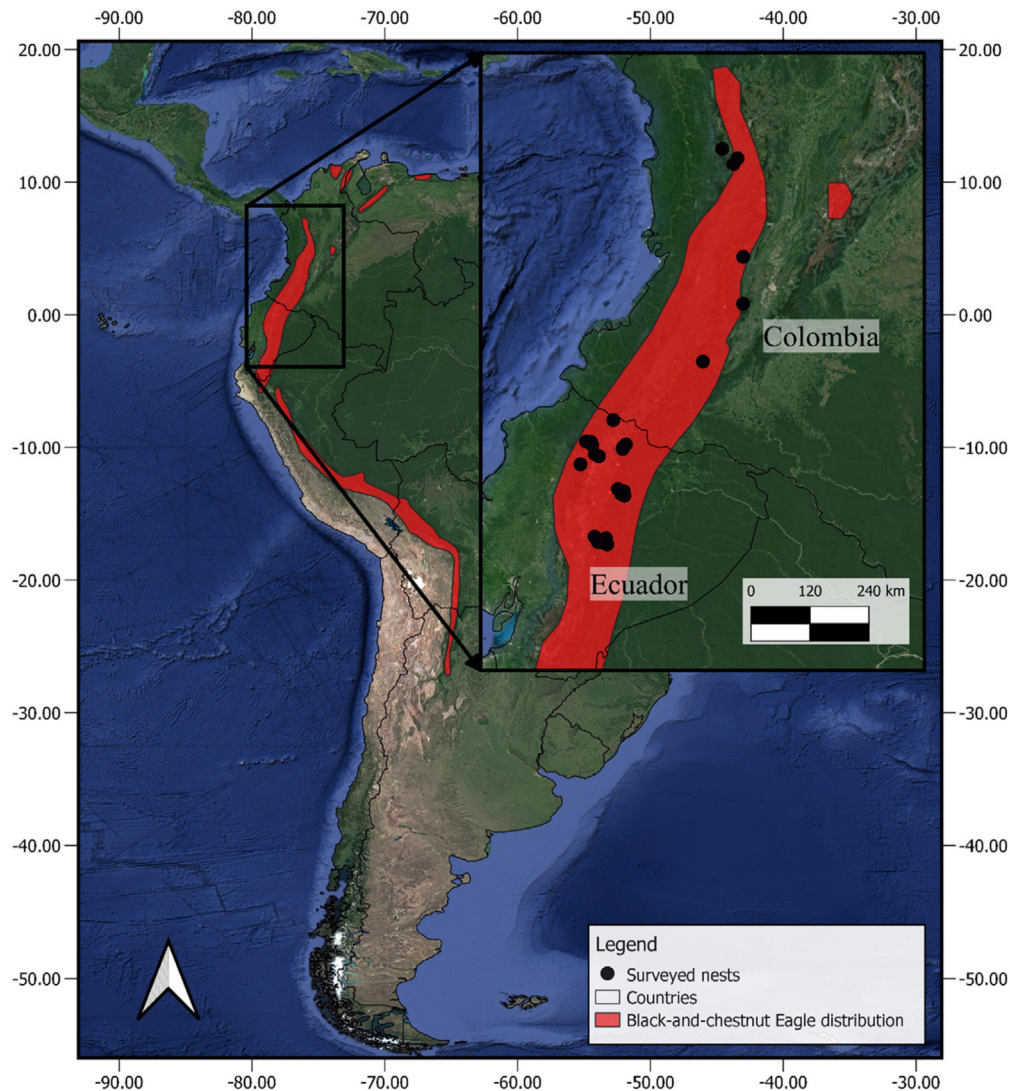 -90.00 -80.00 -70.00 -60.00 -50.00 -40.00 -30.00
20.00 20.00
10.00 10.00
0.00 0.00
Colombia
-10.00 -10.00
Ecuador
-20.00 -20.00
0 120 240 km
-30.00 -30.00
-40.00 -40.00
Legend
Surveyed nests
-50.00 -50.00
Countries
Black-and-chestnut Eagle distribution
-90.00 -80.00 -70.00 -60.00 -50.00 -40.00 -30.00